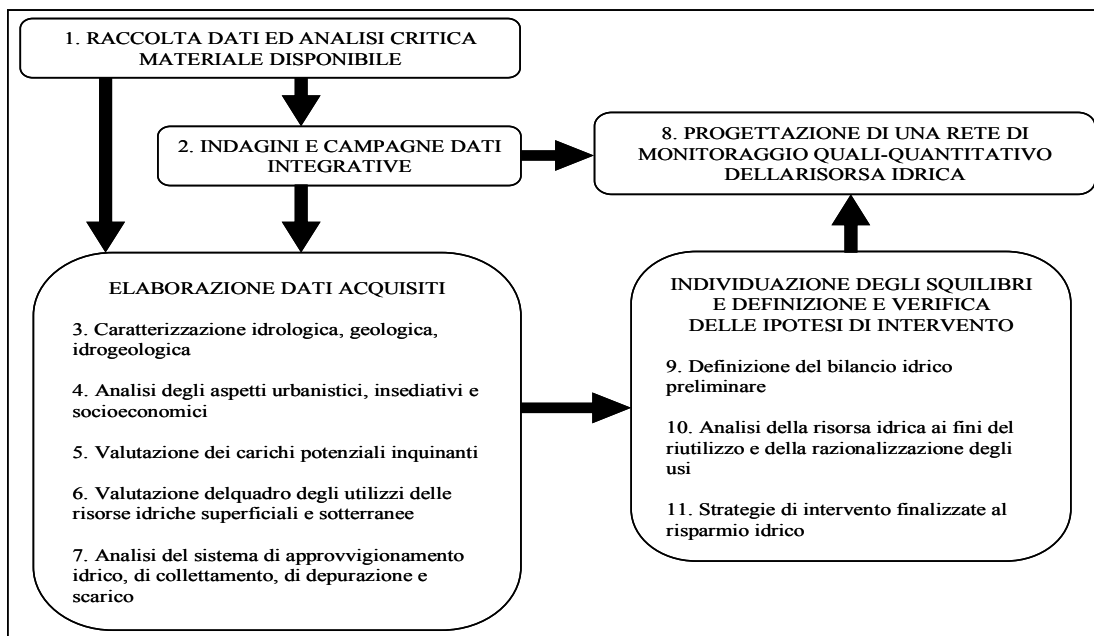 1. RACCOLTA DATI ED ANALISI CRITICA
MATERIALE DISPONIBILE
2. INDAGINI E CAMPAGNE DATI
INTEGRATIVE
8. PROGETTAZIONE DI UNA RETE DI
MONITORAGGIO QUALI-QUANTITATIVO
DELLARISORSA IDRICA
ELABORAZIONE DATI ACQUISITI
3. Caratterizzazione idrologica, geologica,
idrogeologica
4. Analisi degli aspetti urbanistici, insediativi e
socioeconomici
5. Valutazione dei carichi potenziali inquinanti
6. Valutazione delquadro degli utilizzi delle
risorse idriche superficiali e sotterranee
7. Analisi del sistema di approvvigionamento
idrico, di collettamento, di depurazione e
scarico
INDIVIDUAZIONE DEGLI SQUILIBRI
E DEFINIZIONE E VERIFICA
DELLE IPOTESI DI INTERVENTO
9. Definizione del bilancio idrico
preliminare
10. Analisi della risorsa idrica ai fini del
riutilizzo e della razionalizzazione degli
usi
11. Strategie di intervento finalizzate al
risparmio idrico